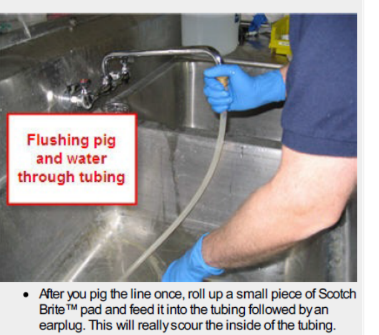 Flushing pig
and water
through tubing
• After you pig the line once, roll up a small piece of Scotch
Brite™ pad and feed it into the tubing followed by an
earplug. This will really scour the inside of the tubing.